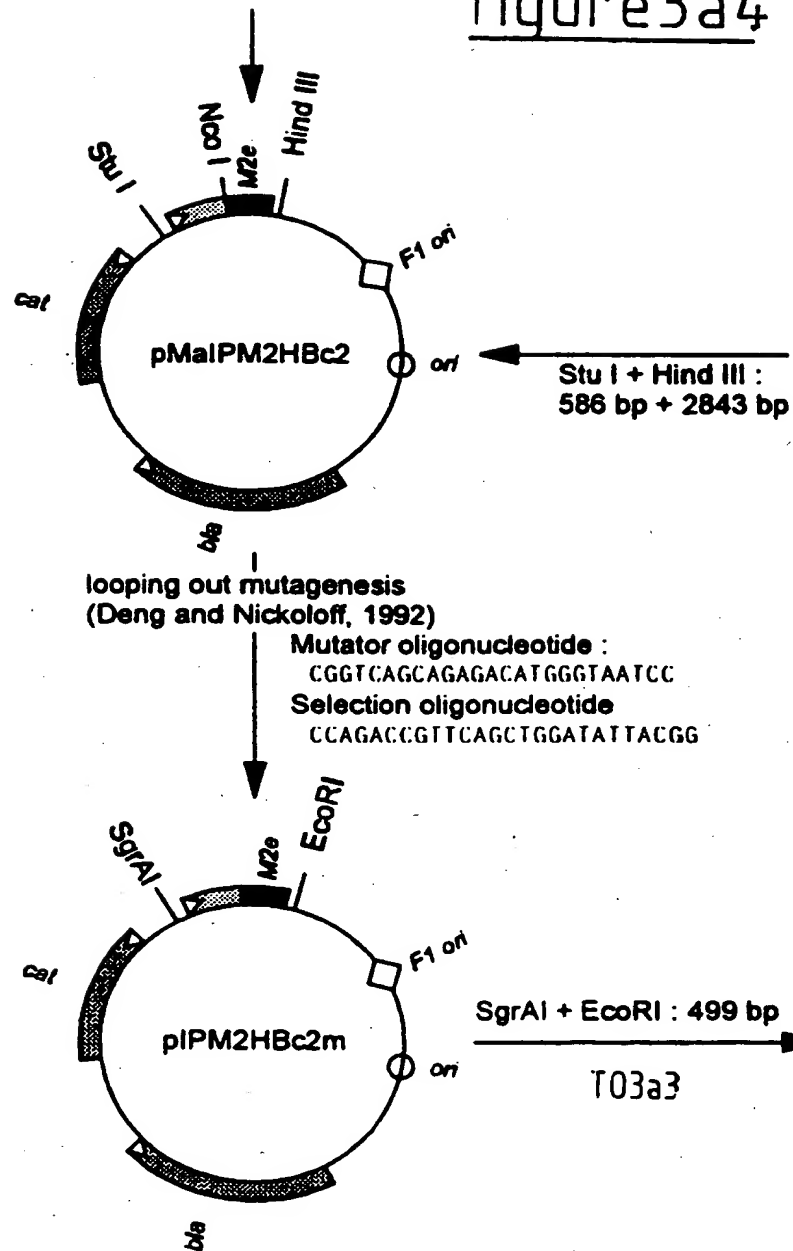 figure3a4
Stu I
Nco I
M2e
Hind III
F1 ori
cat
pMaIPM2HBc2
ori
Stu I + Hind III :
586 bp + 2843 bp
bla
looping out mutagenesis
(Deng and Nickoloff, 1992)
Mutator oligonucleotide :
CGGTCAGCAGAGACATGGGTAATCC
Selection oligonucleotide
CCAGACCGTTCAGCTGGATATTACGG
SgrAI
M2e
EcoRI
cat
F1 ori
pIPM2HBc2m
ori
SgrAI + EcoRI : 499 bp
TO3a3
bla